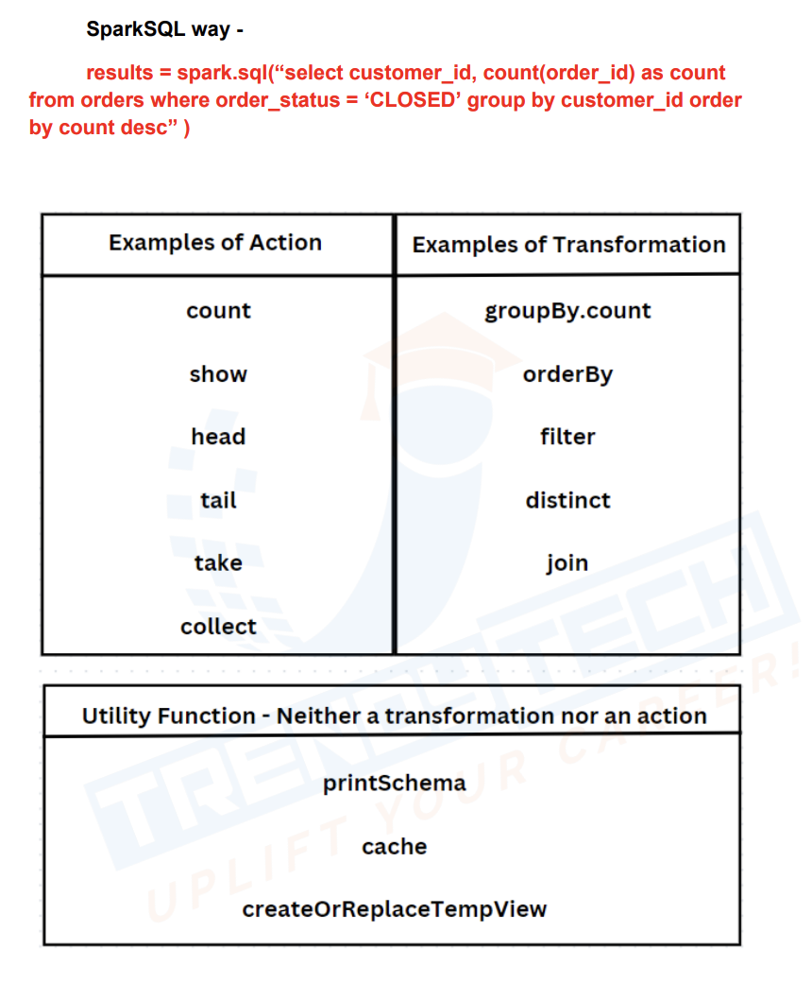 SparkSQL way -
results = spark.sql(“select customer_id, count(order_id) as count
from orders where order_status = ‘CLOSED’ group by customer_id order
by count desc” )
Examples of Action
Examples of Transformation
count
groupBy.count
show
orderBy
head
filter
tail
distinct
take
join
collect
Utility Function - Neither a transformation nor an action
printSchema
cache
createOrReplaceTempView
TRENDYTECH
UPLIFT YOUR CAREER!